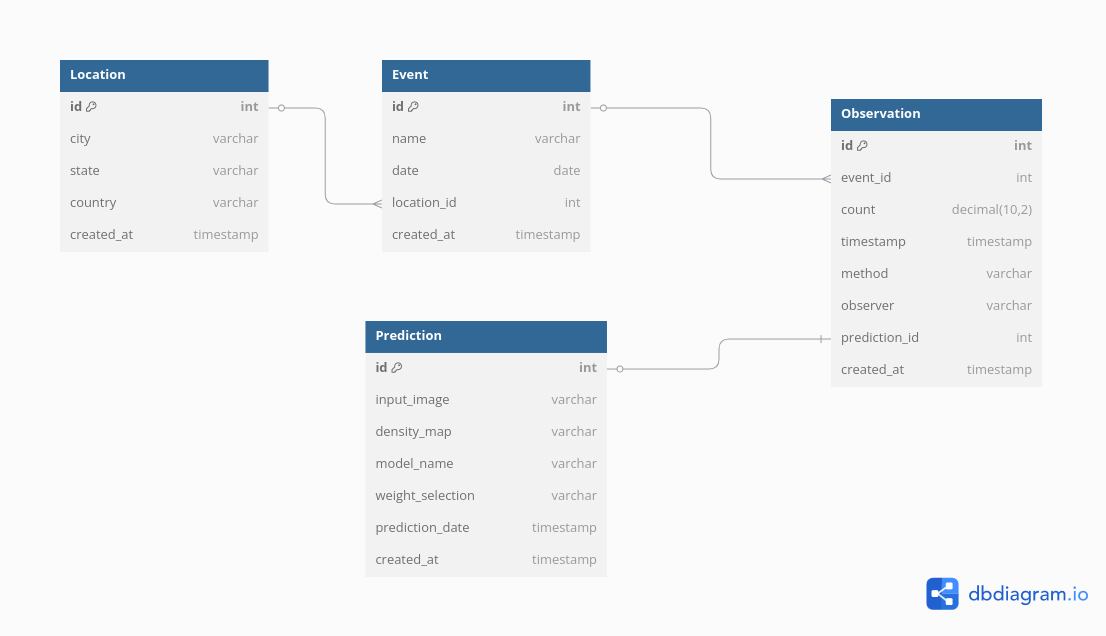 Location
id int
city varchar
state varchar
country varchar
created_at timestamp
Event
id int
name varchar
date date
location_id int
created_at timestamp
Observation
id int
event_id int
count decimal(10,2)
timestamp timestamp
method varchar
observer varchar
prediction_id int
created_at timestamp
Prediction
id int
input_image varchar
density_map varchar
model_name varchar
weight_selection varchar
prediction_date timestamp
created_at timestamp
dbdiagram.io